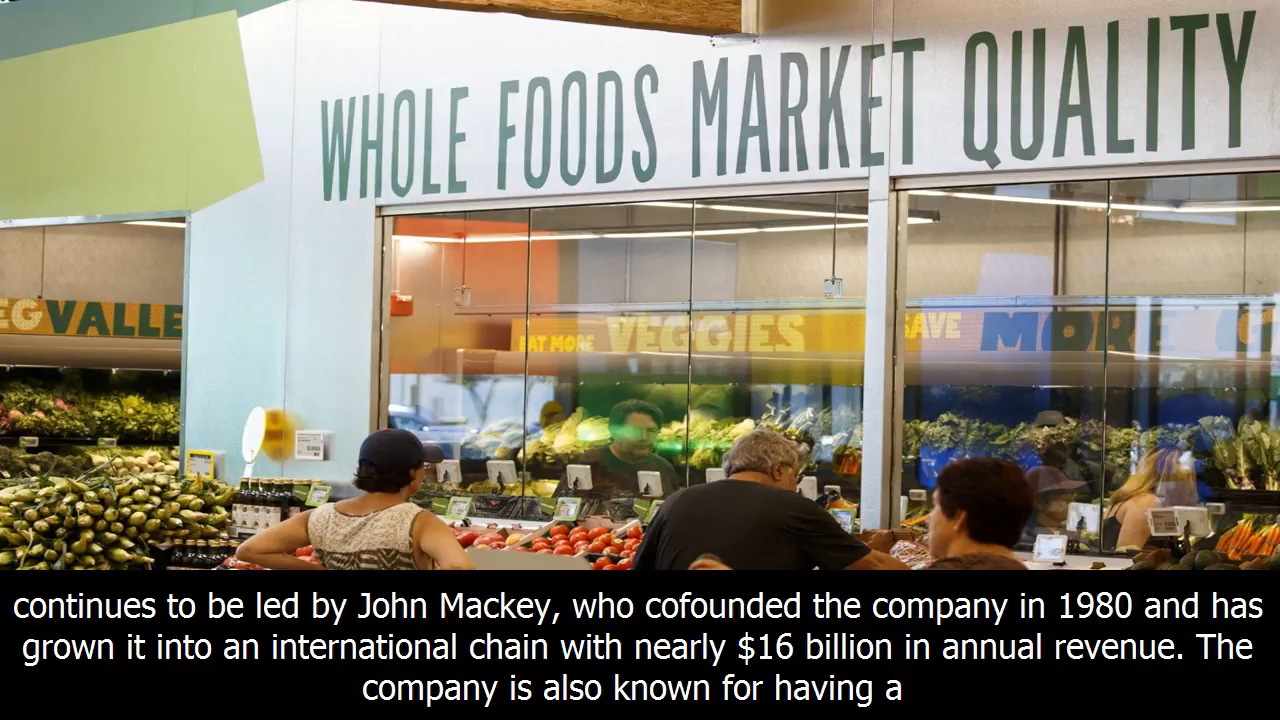 WHOLE FOODS MARKET QUALITY
EG VALLE
EAT MORE VEGGIES
SAVE MORE G
continues to be led by John Mackey, who cofounded the company in 1980 and has
grown it into an international chain with nearly $16 billion in annual revenue. The
company is also known for having a